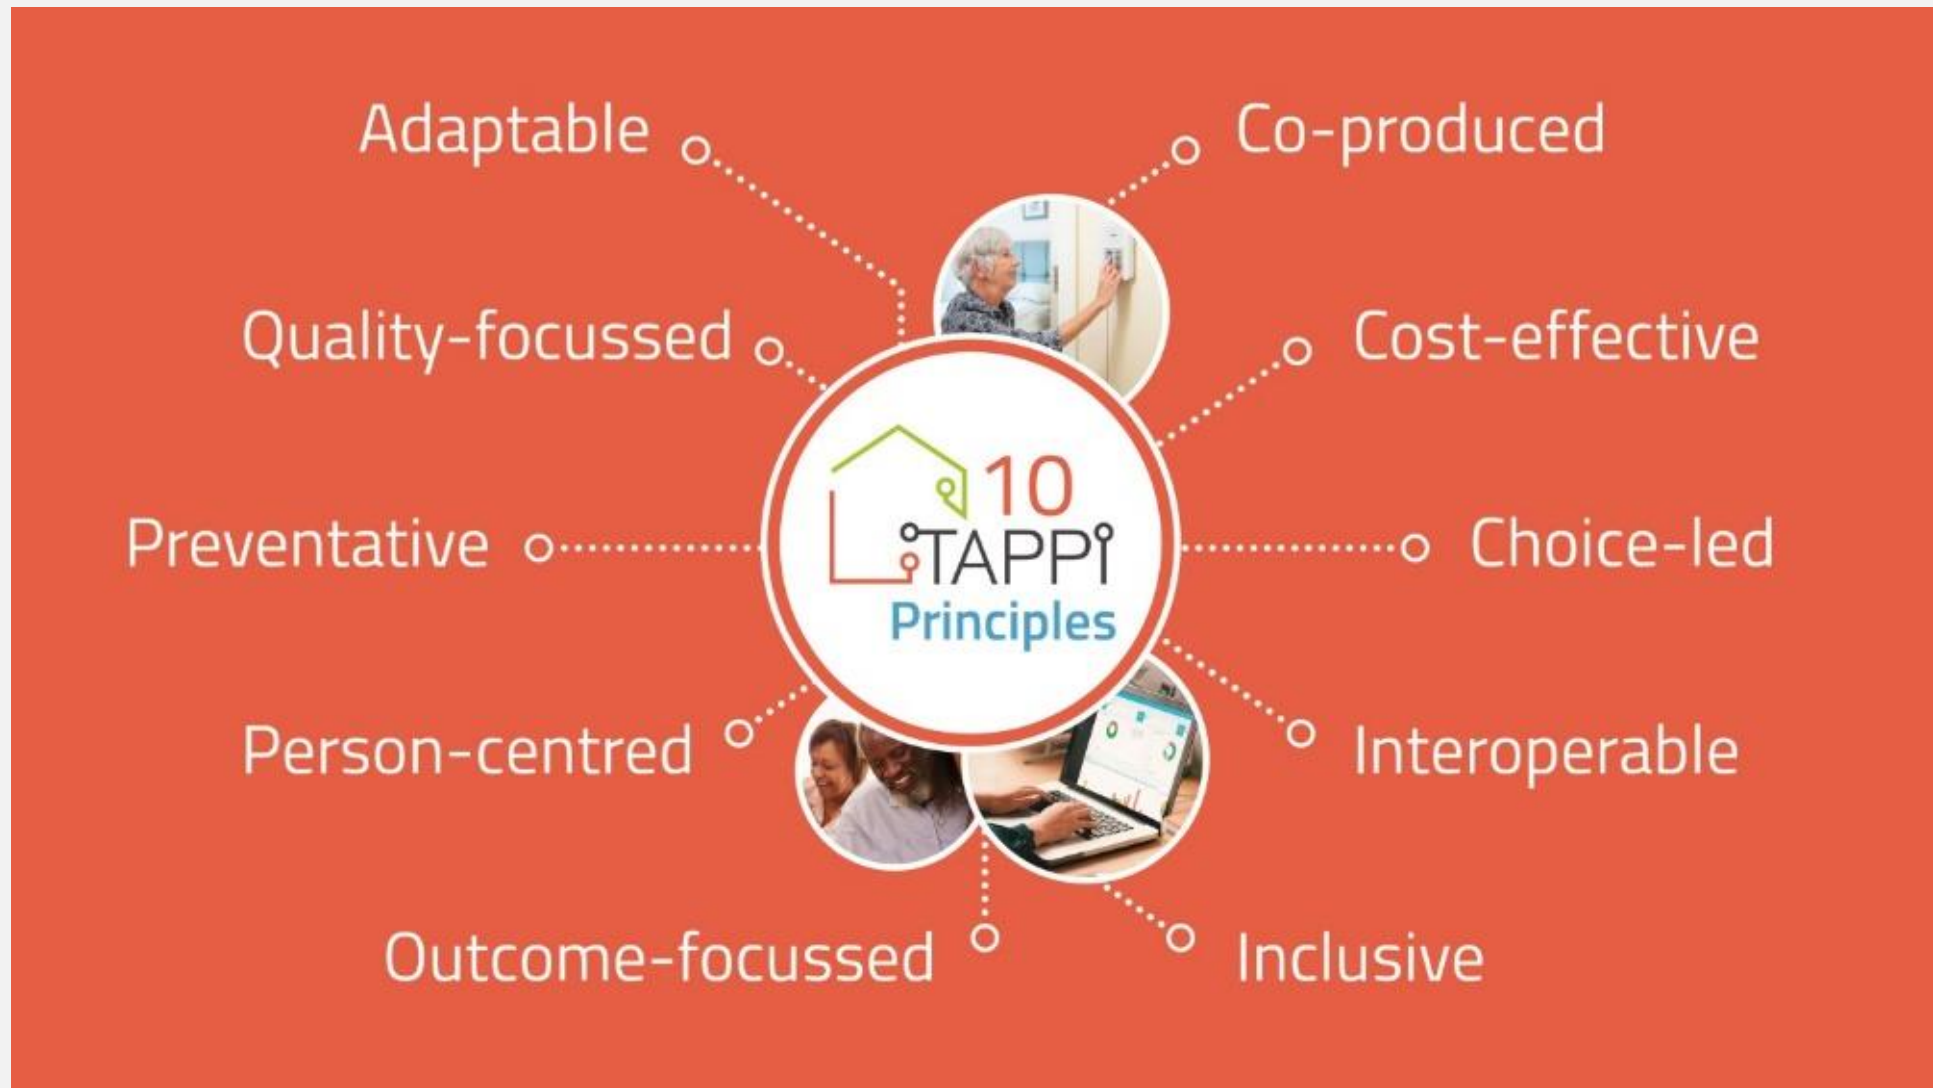 Adaptable
Co-produced
Quality-focussed
Cost-effective
10
TAPPi
Principles
Preventative
Choice-led
Person-centred
Interoperable
Outcome-focussed
Inclusive